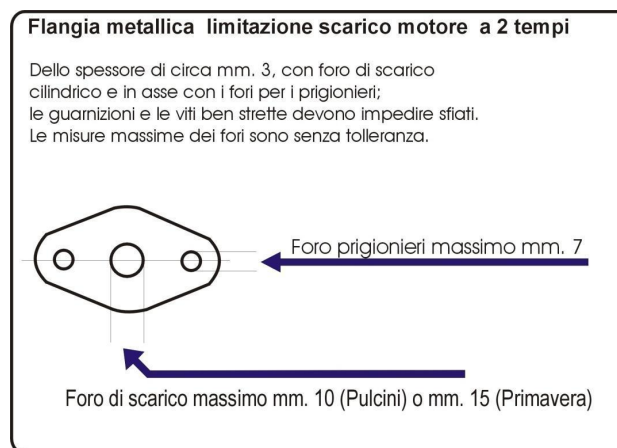 Flangia metallica limitazione scarico motore a 2 tempi
Dello spessore di circa mm. 3, con foro di scarico
cilindrico e in asse con i fori per i prigionieri;
le guarnizioni e le viti ben strette devono impedire sfiati.
Le misure massime dei fori sono senza tolleranza.
Foro prigionieri massimo mm. 7
Foro di scarico massimo mm. 10 (Pulcini) o mm. 15 (Primavera)